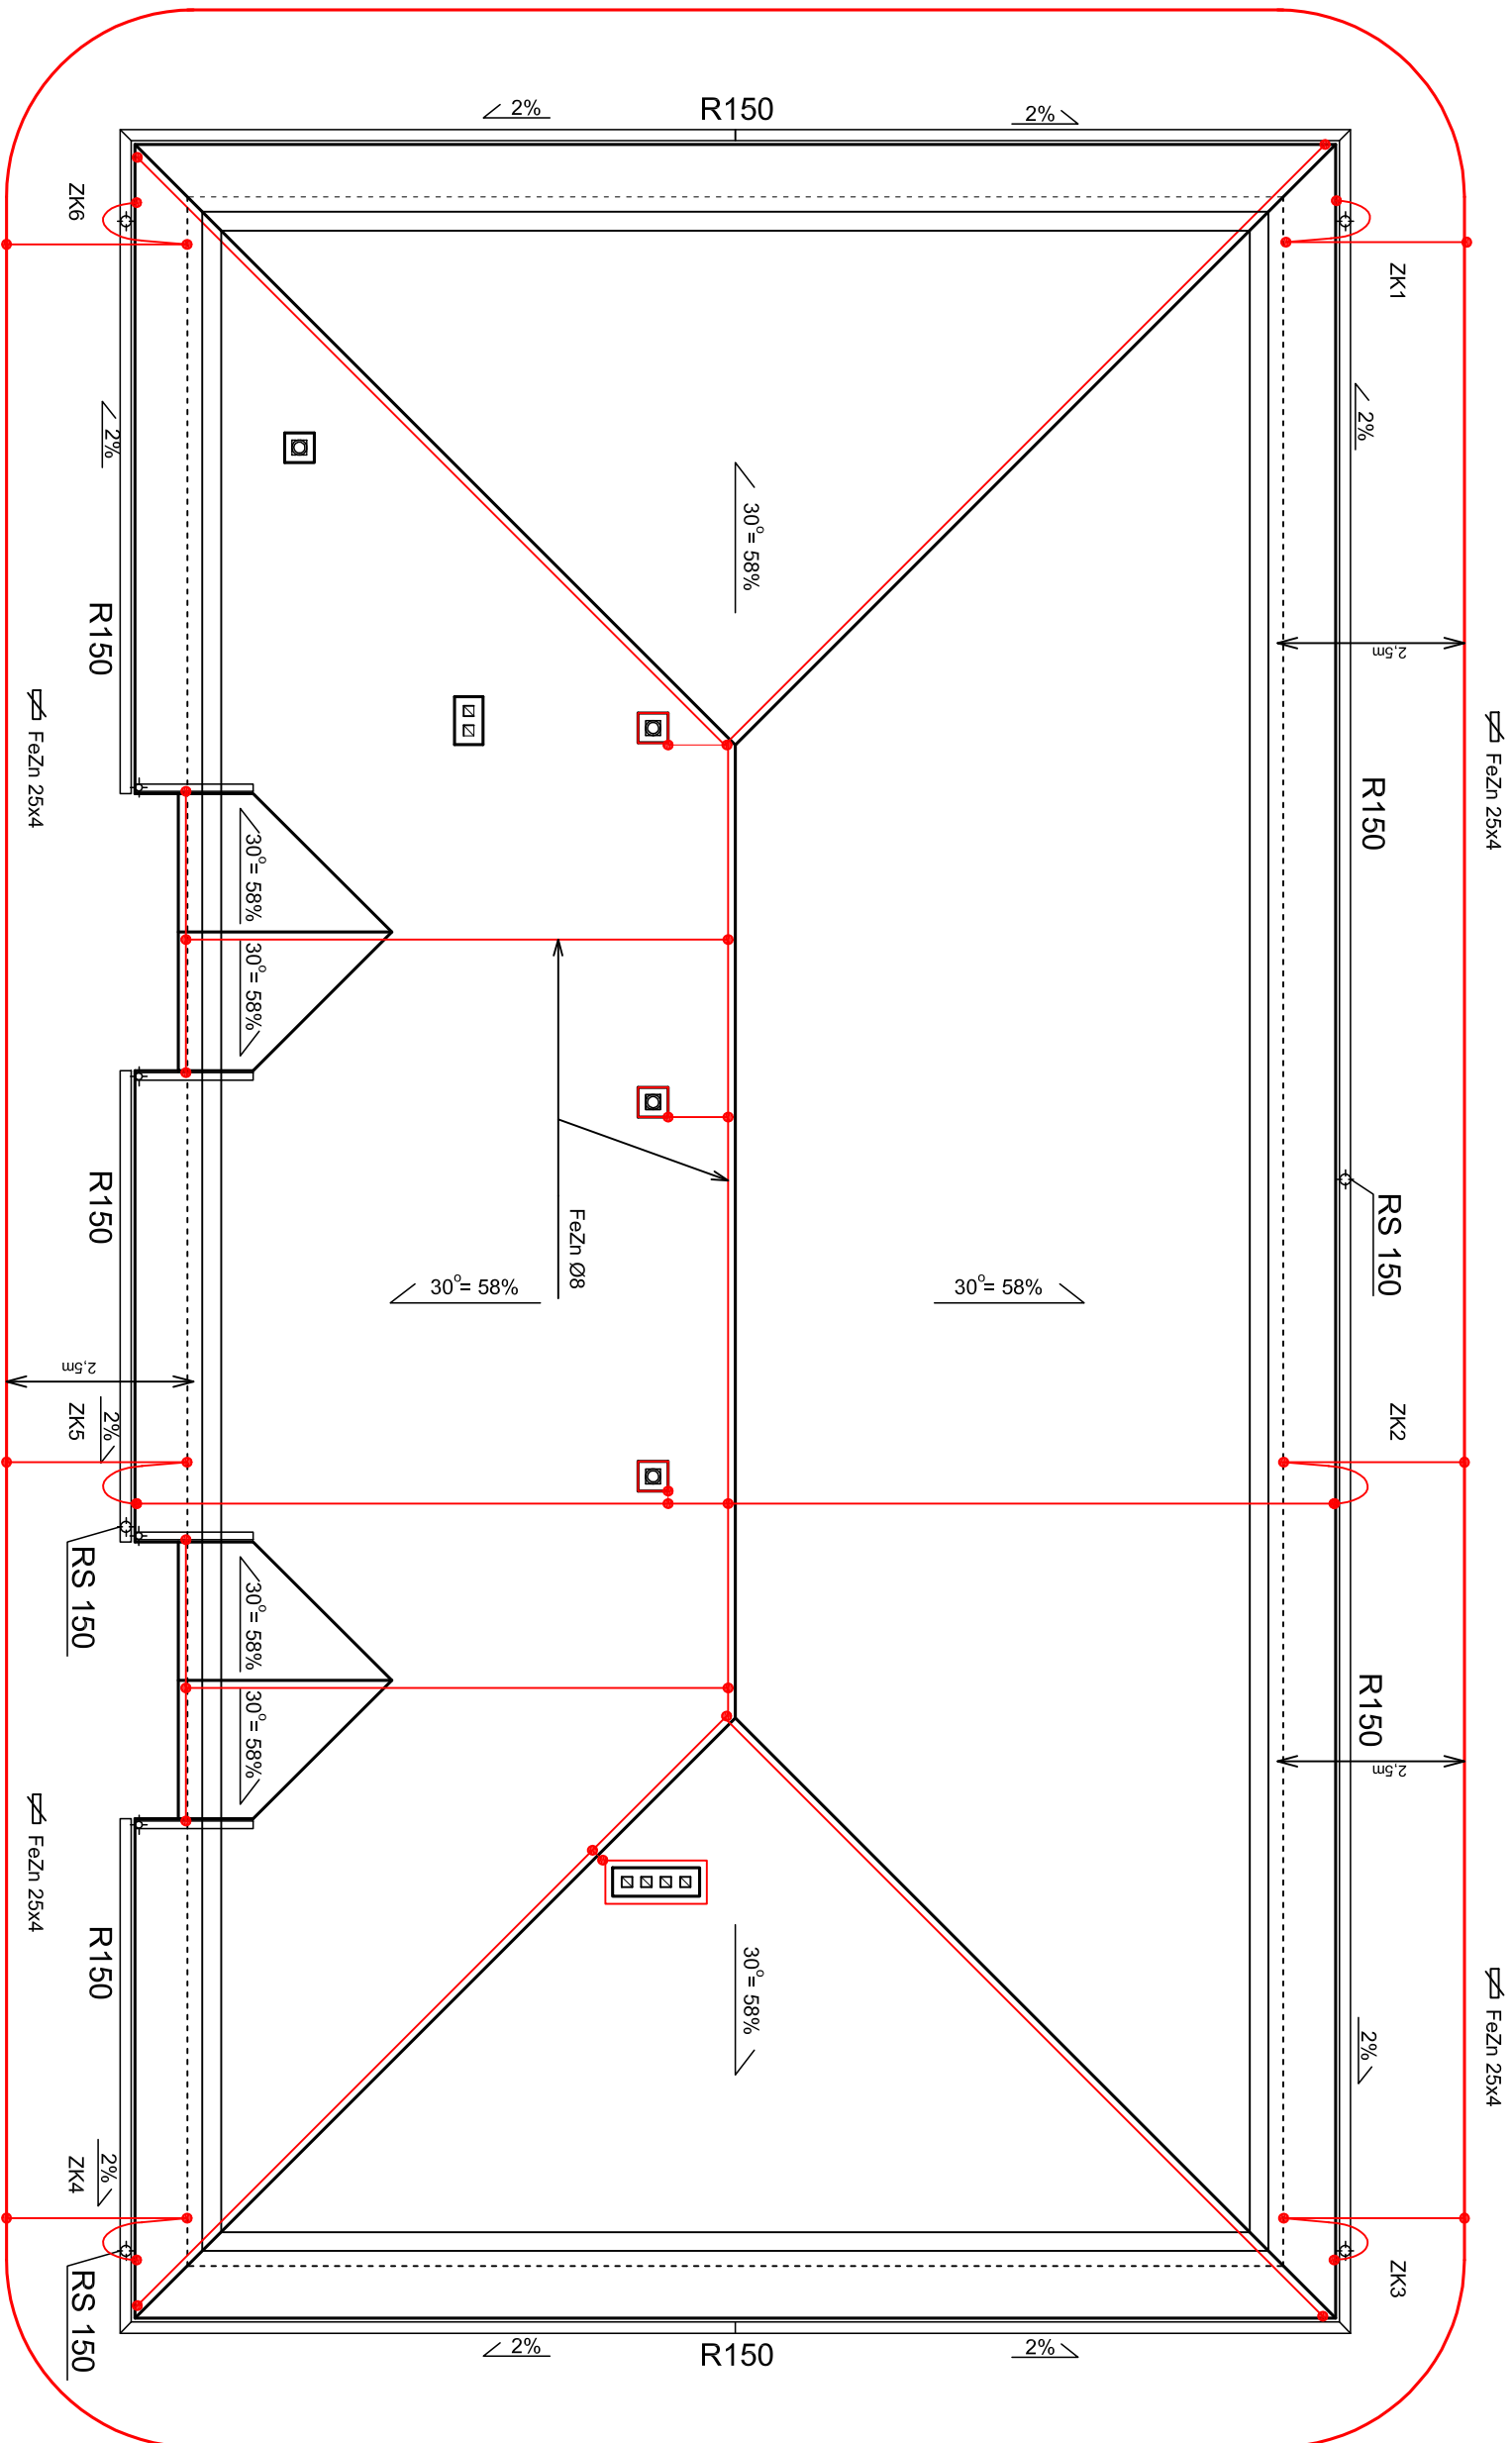 2%
R150
2%
ZK6
ZK1
2%
2%
30°= 58%
R150
2,5m
FeZn 25x4
FeZn 25x4
R150
30°= 58%
30°= 58%
R150
RS 150
FeZn Ø8
30°= 58%
30°= 58%
2,5m
ZK5
2%
ZK2
RS 150
30°= 58%
30°= 58%
R150
2,5m
FeZn 25x4
R150
30°= 58%
FeZn 25x4
2%
ZK4
2%
ZK3
RS 150
2%
R150
2%